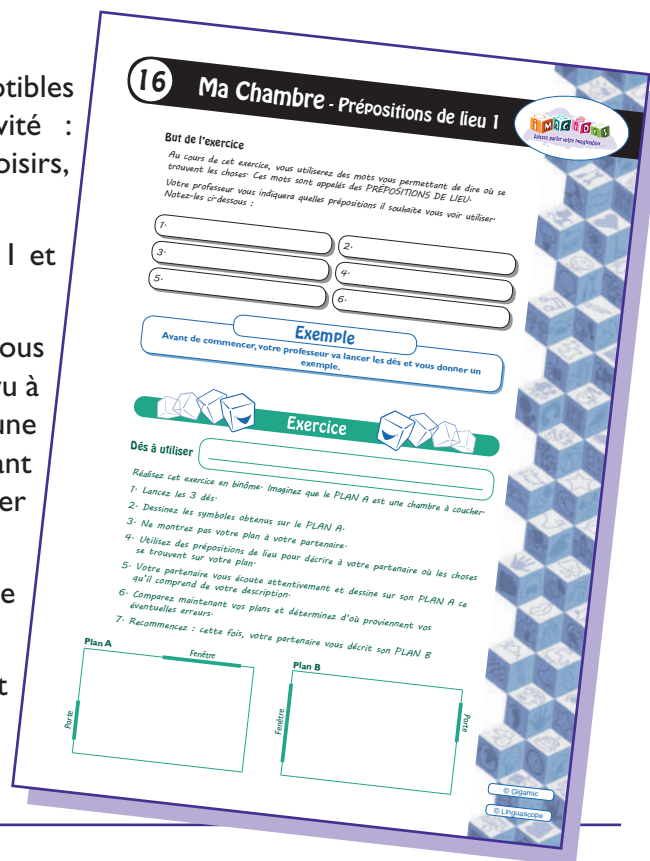 otibles
vité :
oisirs,
1 et
ous
u à
une
ant
er
e
t
16
Ma Chambre - Prépositions de lieu 1
iMAGiDés
Laissez parler votre imagination...
But de l'exercice
Au cours de cet exercice, vous utiliserez des mots vous permettant de dire où se
trouvent les choses. Ces mots sont appelés des PRÉPOSITIONS DE LIEU.
Votre professeur vous indiquera quelles prépositions il souhaite vous voir utiliser.
Notez-les ci-dessous :
1.
2.
3.
4.
5.
6.
Exemple
Avant de commencer, votre professeur va lancer les dés et vous donner un
exemple.
Exercice
Dés à utiliser
Réalisez cet exercice en binôme. Imaginez que le PLAN A est une chambre à coucher.
1. Lancez les 3 dés.
2. Dessinez les symboles obtenus sur le PLAN A.
3. Ne montrez pas votre plan à votre partenaire.
4. Utilisez des prépositions de lieu pour décrire à votre partenaire où les choses
se trouvent sur votre plan.
5. Votre partenaire vous écoute attentivement et dessine sur son PLAN A ce
qu'il comprend de votre description.
6. Comparez maintenant vos plans et déterminez d'où proviennent vos
éventuelles erreurs.
7. Recommencez : cette fois, votre partenaire vous décrit son PLAN B
Plan A
Fenêtre
Porte
Plan B
Fenêtre
Porte
© Gigamic
© Linguascope